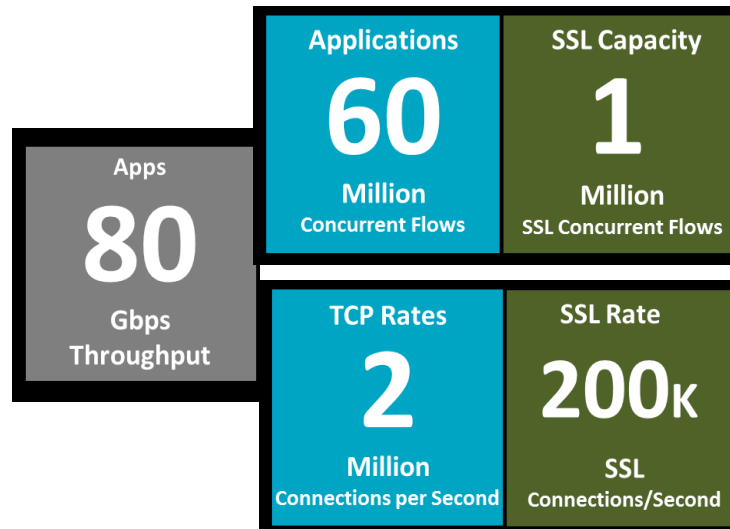 Apps
80
Gbps
Throughput
Applications
60
Million
Concurrent Flows
SSL Capacity
1
Million
SSL Concurrent Flows
TCP Rates
2
Million
Connections per Second
SSL Rate
200K
SSL
Connections/Second